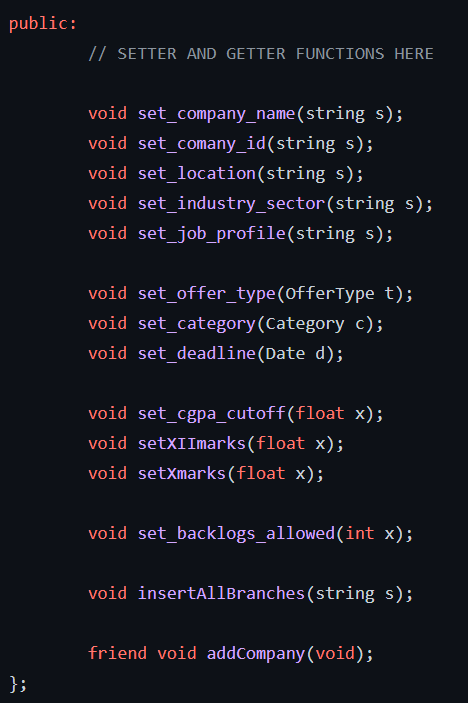 public:
// SETTER AND GETTER FUNCTIONS HERE
void set_company_name(string s);
void set_comany_id(string s);
void set_location(string s);
void set_industry_sector(string s);
void set_job_profile(string s);
void set_offer_type(OfferType t);
void set_category(Category c);
void set_deadline(Date d);
void set_cgpa_cutoff(float x);
void setXIImarks(float x);
void setXmarks(float x);
void set_backlogs_allowed(int x);
void insertAllBranches(string s);
friend void addCompany(void);
};